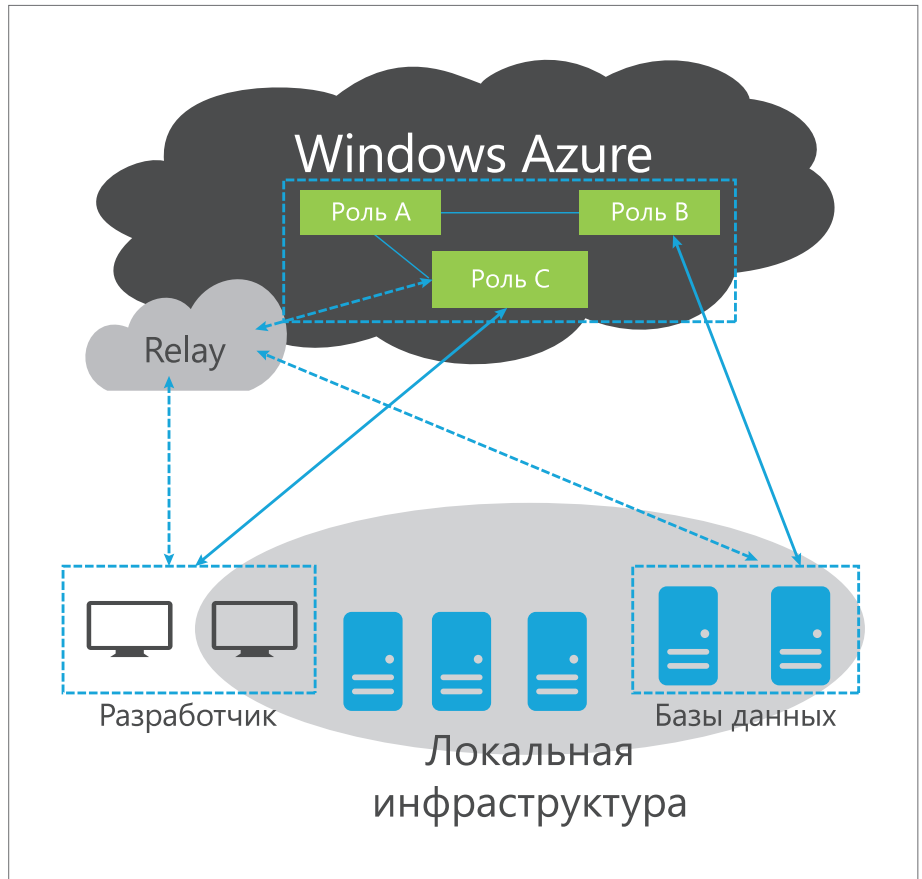 Windows Azure
Роль A
Роль B
Роль C
Relay
Разработчик
Базы данных
Локальная
инфраструктура